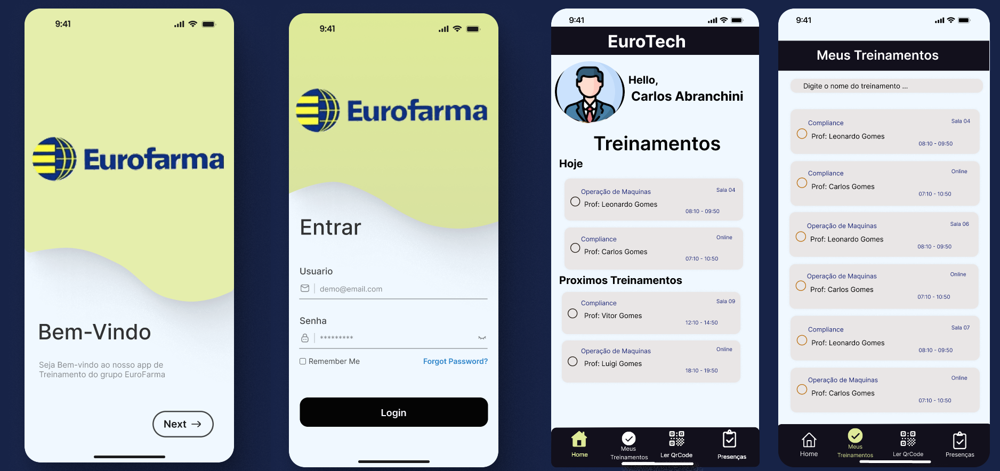 9:41
Eurofarma
Bem-Vindo
Seja Bem-vindo ao nosso app de
Treinamento do grupo EuroFarma
Next
9:41
Eurofarma
Entrar
Usuario
demo@email.com
Senha
*********
Remember Me
Forgot Password?
Login
9:41
EuroTech
Hello,
Carlos Abranchini
Treinamentos
Hoje
Operação de Maquinas
Sala 04
Prof: Leonardo Gomes
08:10 - 09:50
Compliance
Online
Prof: Carlos Gomes
07:10 - 10:50
Proximos Treinamentos
Compliance
Sala 09
Prof: Vitor Gomes
12:10 - 14:50
Operação de Maquinas
Online
Prof: Luigi Gomes
18:10 - 19:50
Home
Meus
Treinamentos
Ler QrCode
Presenças
9:41
Meus Treinamentos
Digite o nome do treinamento ...
Compliance
Sala 04
Prof: Leonardo Gomes
08:10 - 09:50
Compliance
Online
Prof: Carlos Gomes
07:10 - 10:50
Operação de Maquinas
Sala 06
Prof: Leonardo Gomes
08:10 - 09:50
Operação de Maquinas
Online
Prof: Carlos Gomes
07:10 - 10:50
Compliance
Sala 07
Prof: Leonardo Gomes
08:10 - 09:50
Operação de Maquinas
Online
Prof: Carlos Gomes
07:10 - 10:50
Home
Meus
Treinamentos
Ler QrCode
Presenças